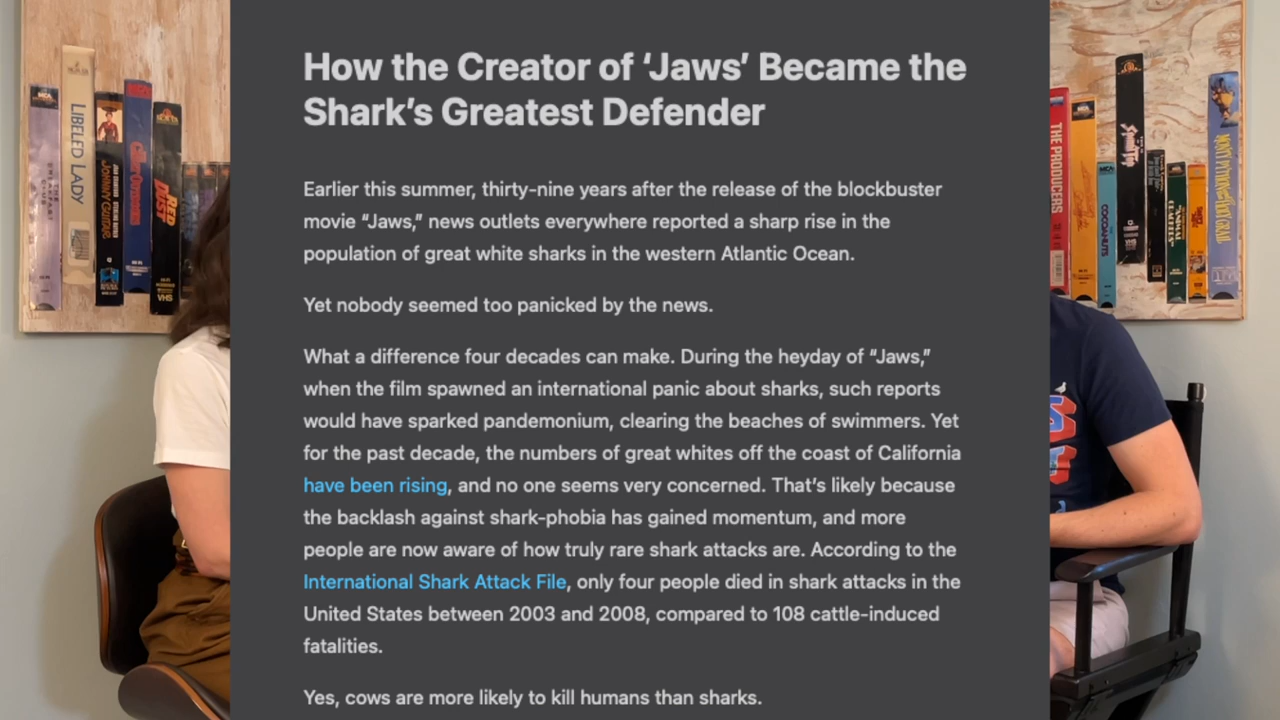 How the Creator of ‘Jaws’ Became the
Shark’s Greatest Defender
Earlier this summer, thirty-nine years after the release of the blockbuster
movie “Jaws,” news outlets everywhere reported a sharp rise in the
population of great white sharks in the western Atlantic Ocean.
Yet nobody seemed too panicked by the news.
What a difference four decades can make. During the heyday of “Jaws,”
when the film spawned an international panic about sharks, such reports
would have sparked pandemonium, clearing the beaches of swimmers. Yet
for the past decade, the numbers of great whites off the coast of California
have been rising, and no one seems very concerned. That’s likely because
the backlash against shark-phobia has gained momentum, and more
people are now aware of how truly rare shark attacks are. According to the
International Shark Attack File, only four people died in shark attacks in the
United States between 2003 and 2008, compared to 108 cattle-induced
fatalities.
Yes, cows are more likely to kill humans than sharks.
LIBELED LADY
JOHNNY GUITAR
RED
VHS
THE PRODUCERS
COCOANUTS